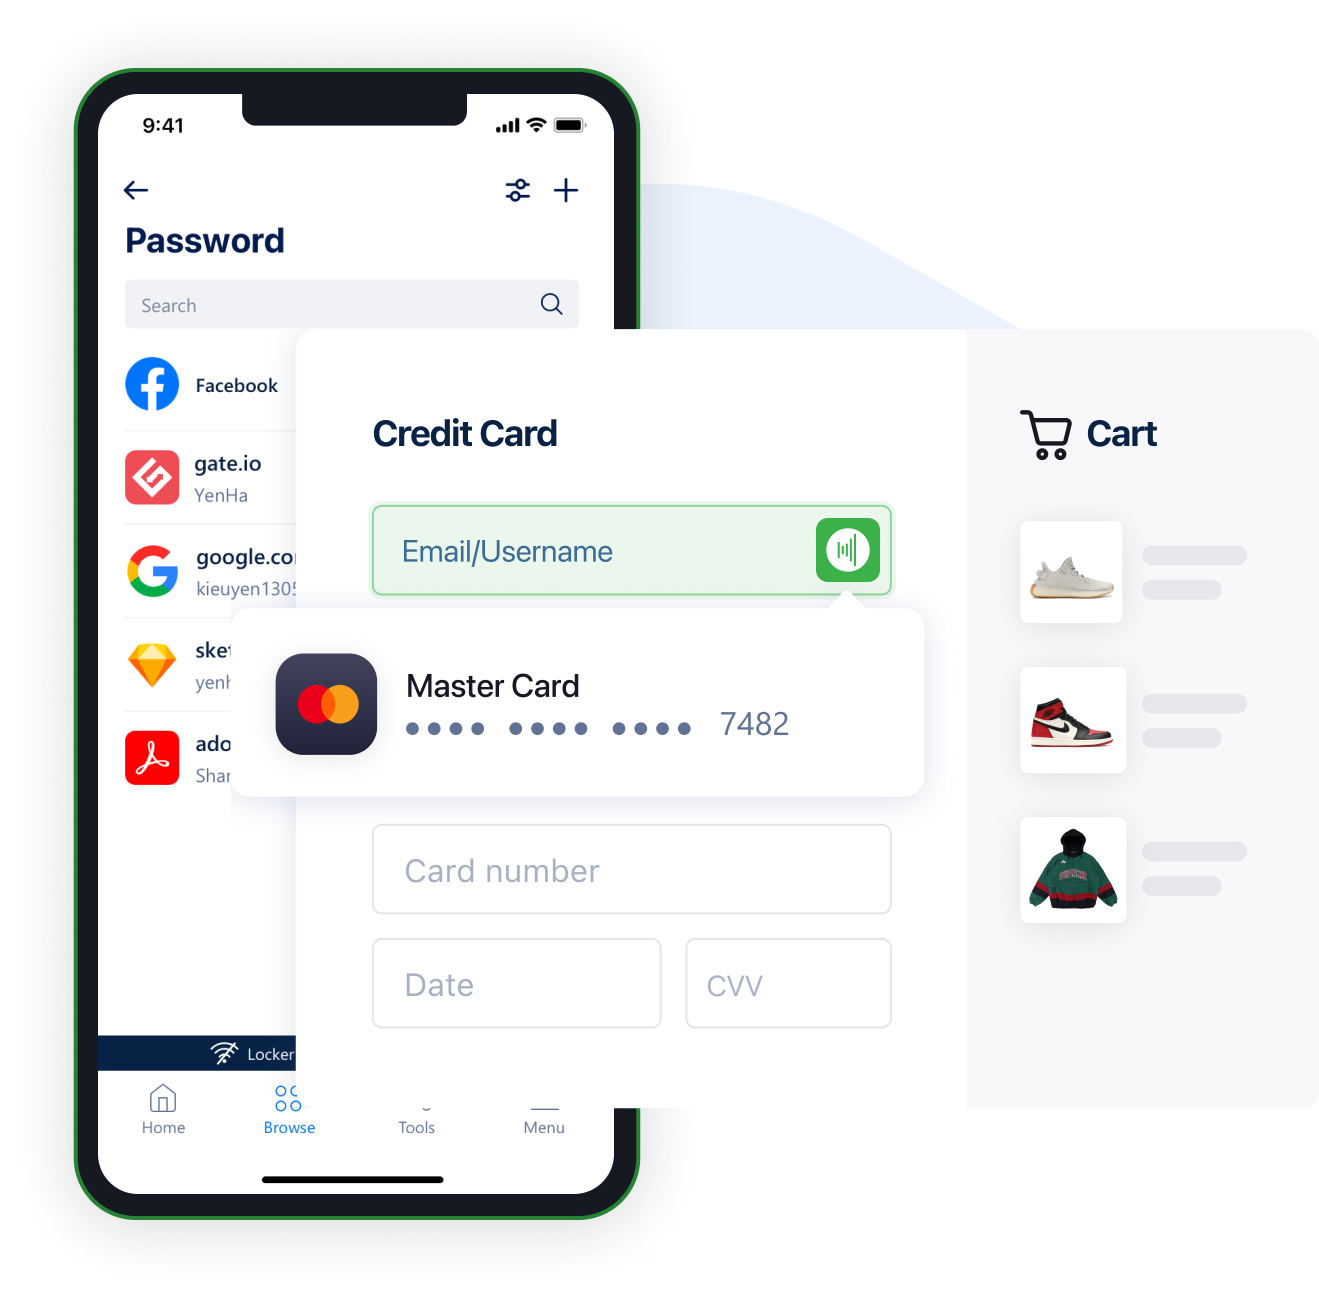 9:41
Password
Search
Facebook
gate.io
YenHa
google.co
kieuyen130
ske
yen
ado
Shar
Locker
Home
Browse
Tools
Menu
Credit Card
Email/Username
Master Card
7482
Card number
Date
CVV
Cart
SUPREME